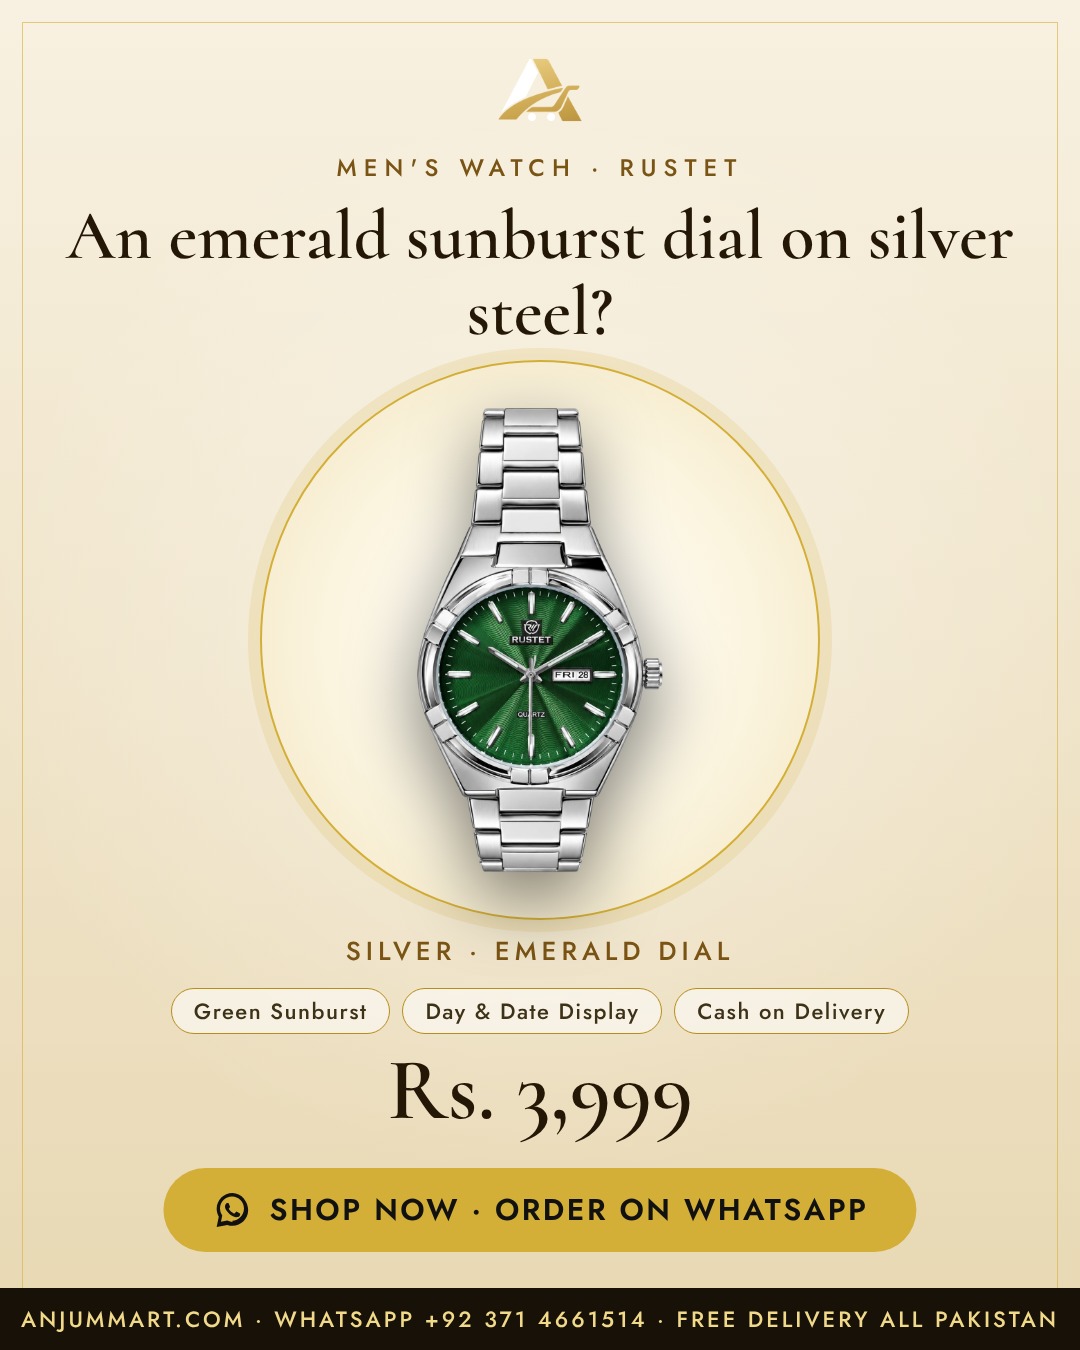 MEN'S WATCH · RUSTET
An emerald sunburst dial on silver
steel?
RUSTET
FRI 28
QUARTZ
SILVER · EMERALD DIAL
Green Sunburst
Day & Date Display
Cash on Delivery
Rs. 3,999
SHOP NOW · ORDER ON WHATSAPP
ANJUMMART.COM · WHATSAPP +92 371 4661514 · FREE DELIVERY ALL PAKISTAN